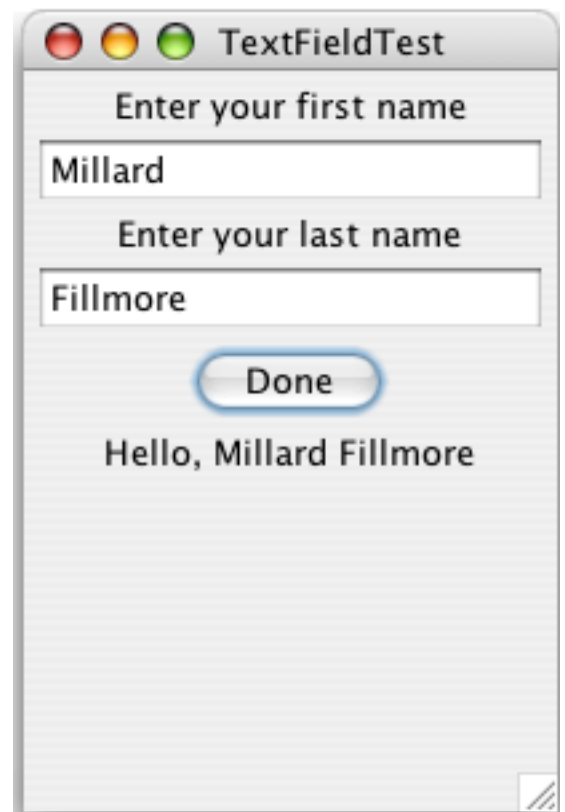 TextFieldTest
Enter your first name
Millard
Enter your last name
Fillmore
Done
Hello, Millard Fillmore